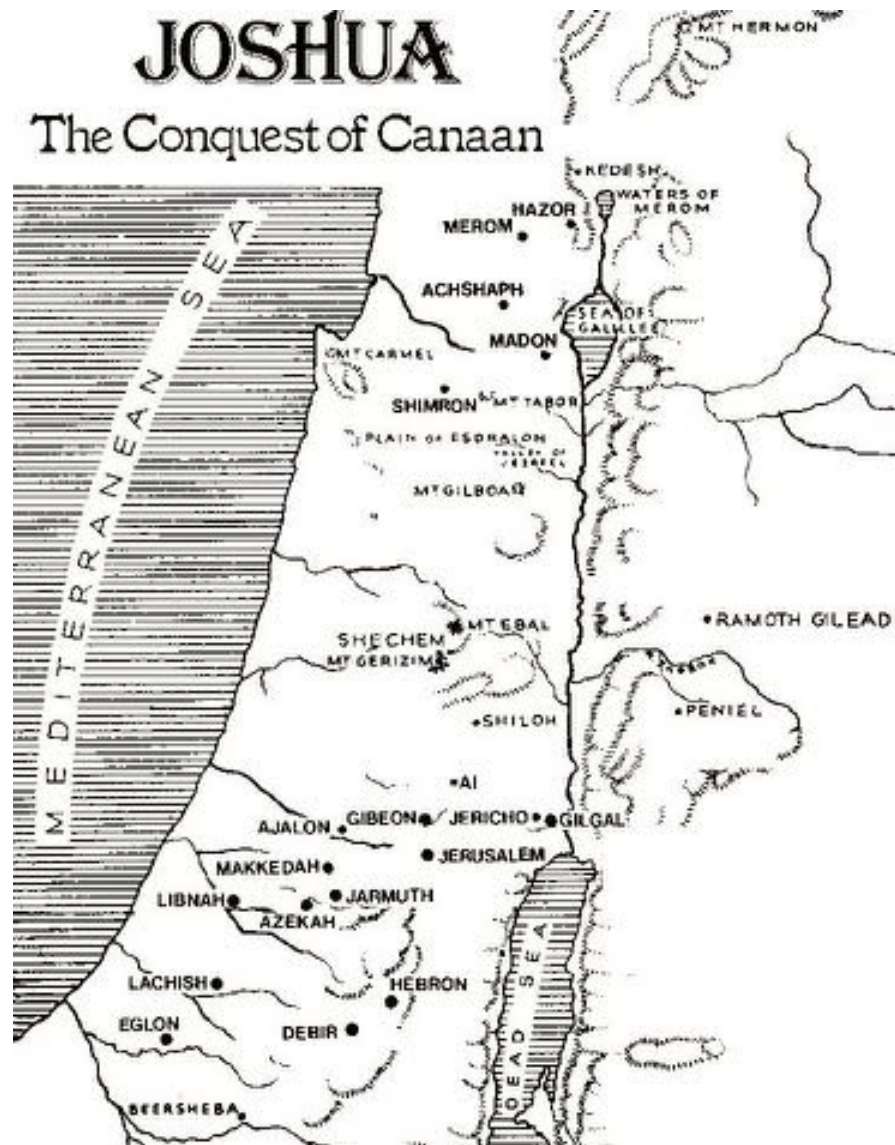 JOSHUA
The Conquest of Canaan
MT HERMON
KEDESH
WATERS OF
MEROM
HAZOR
MEROM
ACHSHAPH
SEA OF
GALILEE
MADON
MT CARMEL
SHIMRON
MT TABOR
PLAIN OF ESDRALON
VALLEY OF
JEZREEL
MT GILBOA
MEDITERRANEAN SEA
MT EBAL
SHECHEM
MT GERIZIM
RAMOTH GILEAD
JABBOK
PENIEL
SHILOH
AI
AJALON
GIBEON
JERICHO
GILGAL
JERUSALEM
MAKKEDAH
LIBNAH
JARMUTH
AZEKAH
LACHISH
HEBRON
EGLON
DEBIR
DEAD SEA
BEERSHEBA